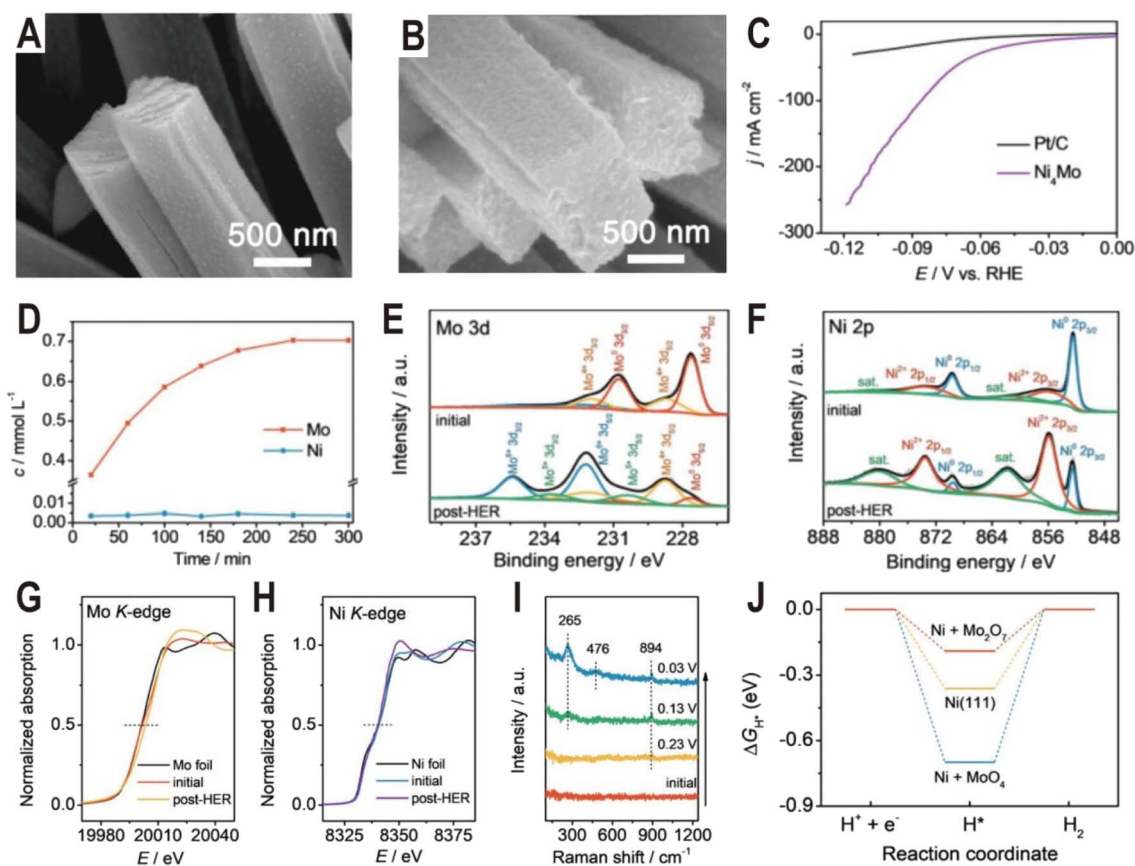 A
500 nm
B
500 nm
C
0
-100
-200
-300
j / mA cm⁻²
-0.12
-0.09
-0.06
-0.03
0.00
E / V vs. RHE
Pt/C
Ni₄Mo
D
0.7
0.6
0.5
0.4
0.01
0.00
c / mmol L⁻¹
0
50
100
150
200
250
300
Time / min
Mo
Ni
E
Mo 3d
Intensity / a.u.
Mo⁴⁺ 3d₃/₂
Mo⁰ 3d₃/₂
Mo⁴⁺ 3d₅/₂
Mo⁰ 3d₅/₂
initial
Mo⁶⁺ 3d₃/₂
Mo⁵⁺ 3d₃/₂
Mo⁶⁺ 3d₅/₂
Mo⁵⁺ 3d₅/₂
Mo⁴⁺ 3d₅/₂
Mo⁰ 3d₅/₂
post-HER
237
234
231
228
Binding energy / eV
F
Ni 2p
Intensity / a.u.
sat.
Ni²⁺ 2p₁/₂
Ni⁰ 2p₁/₂
sat.
Ni²⁺ 2p₃/₂
Ni⁰ 2p₃/₂
initial
sat.
Ni²⁺ 2p₁/₂
Ni⁰ 2p₁/₂
sat.
Ni²⁺ 2p₃/₂
Ni⁰ 2p₃/₂
post-HER
888
880
872
864
856
848
Binding energy / eV
G
Mo K-edge
Normalized absorption
1.0
0.5
0.0
Mo foil
initial
post-HER
19980
20010
20040
E / eV
H
Ni K-edge
Normalized absorption
1.0
0.5
0.0
Ni foil
initial
post-HER
8325
8350
8375
E / eV
I
Intensity / a.u.
265
476
894
0.03 V
0.13 V
0.23 V
initial
300
600
900
1200
Raman shift / cm⁻¹
J
0.0
-0.3
-0.6
-0.9
ΔG_H* (eV)
Ni + Mo₂O₇
Ni(111)
Ni + MoO₄
H⁺ + e⁻
H*
H₂
Reaction coordinate